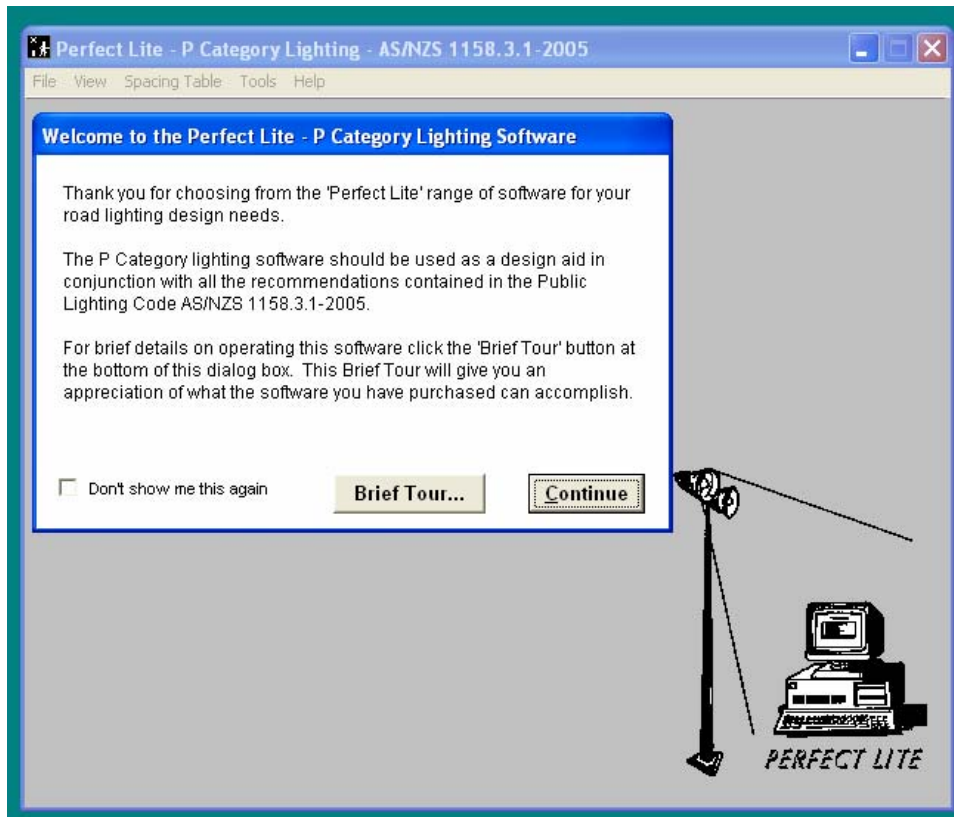 Perfect Lite - P Category Lighting - AS/NZS 1158.3.1-2005
File View Spacing Table Tools Help
Welcome to the Perfect Lite - P Category Lighting Software
Thank you for choosing from the 'Perfect Lite' range of software for your
road lighting design needs.
The P Category lighting software should be used as a design aid in
conjunction with all the recommendations contained in the Public
Lighting Code AS/NZS 1158.3.1-2005.
For brief details on operating this software click the 'Brief Tour' button at
the bottom of this dialog box. This Brief Tour will give you an
appreciation of what the software you have purchased can accomplish.
Don't show me this again
Brief Tour...
Continue
PERFECT LITE